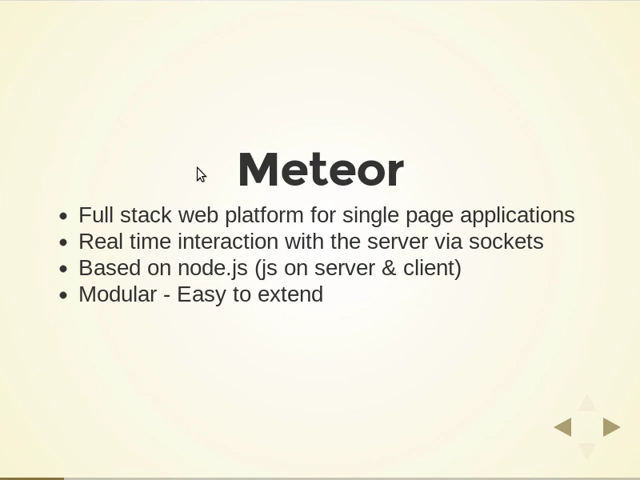 Meteor
Full stack web platform for single page applications
Real time interaction with the server via sockets
Based on node.js (js on server & client)
Modular - Easy to extend